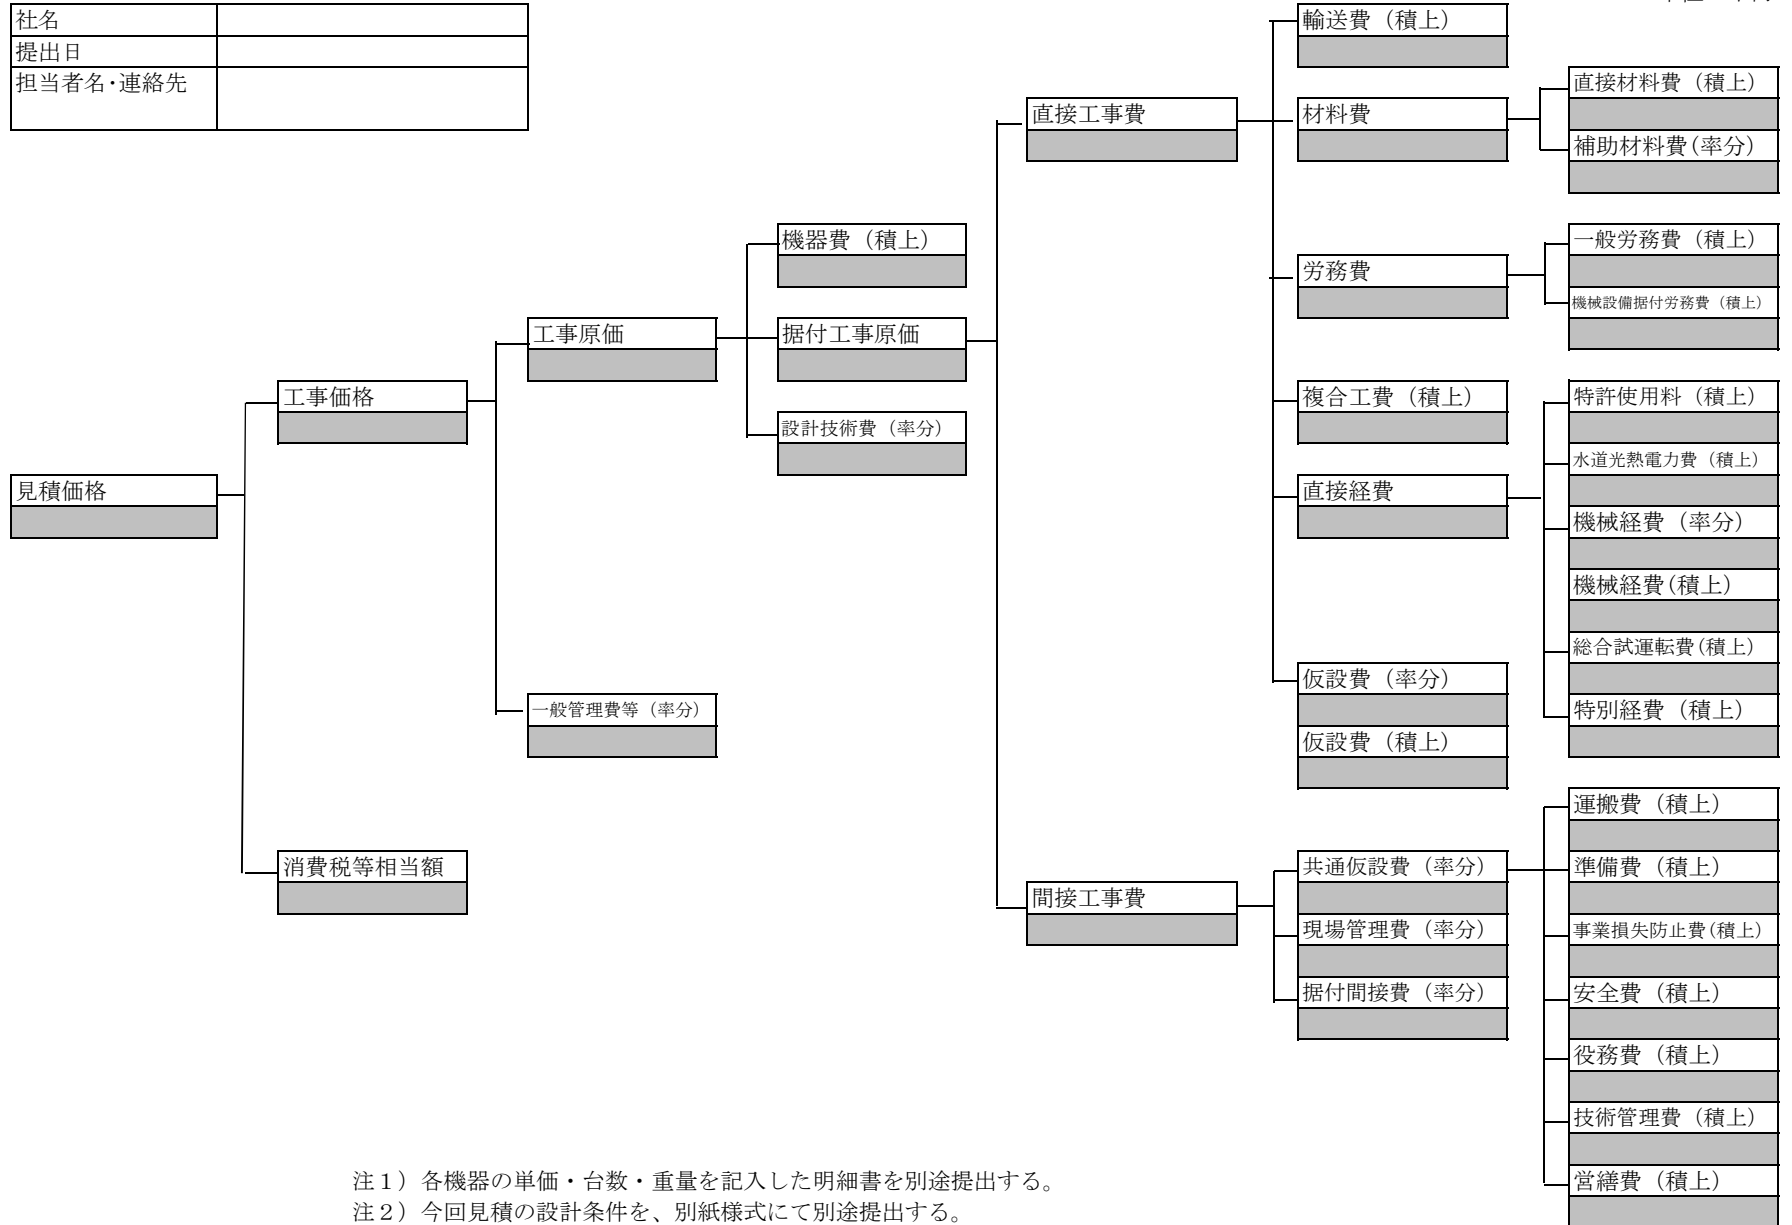 社名
提出日
担当者名・連絡先
輸送費（積上）
直接工事費
材料費
直接材料費（積上）
補助材料費(率分）
機器費（積上）
労務費
一般労務費（積上）
機械設備据付労務費（積上）
工事原価
据付工事原価
工事価格
設計技術費（率分）
複合工費（積上）
特許使用料（積上）
水道光熱電力費（積上）
見積価格
直接経費
機械経費（率分）
機械経費(積上）
総合試運転費(積上）
特別経費（積上）
仮設費（率分）
仮設費（積上）
一般管理費等（率分）
消費税等相当額
間接工事費
共通仮設費（率分）
現場管理費（率分）
据付間接費（率分）
運搬費（積上）
準備費（積上）
事業損失防止費(積上）
安全費（積上）
役務費（積上）
技術管理費（積上）
営繕費（積上）
注１）各機器の単価・台数・重量を記入した明細書を別途提出する。
注２）今回見積の設計条件を、別紙様式にて別途提出する。